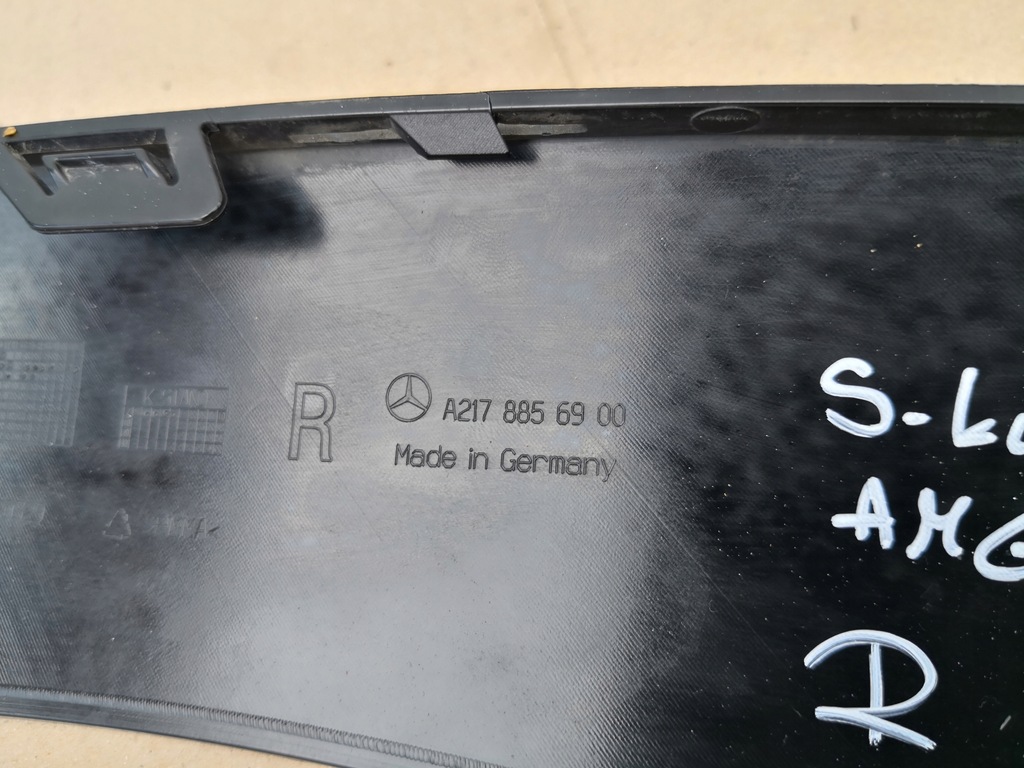 R
A217 885 69 00
Made in Germany
S-
AMG
R